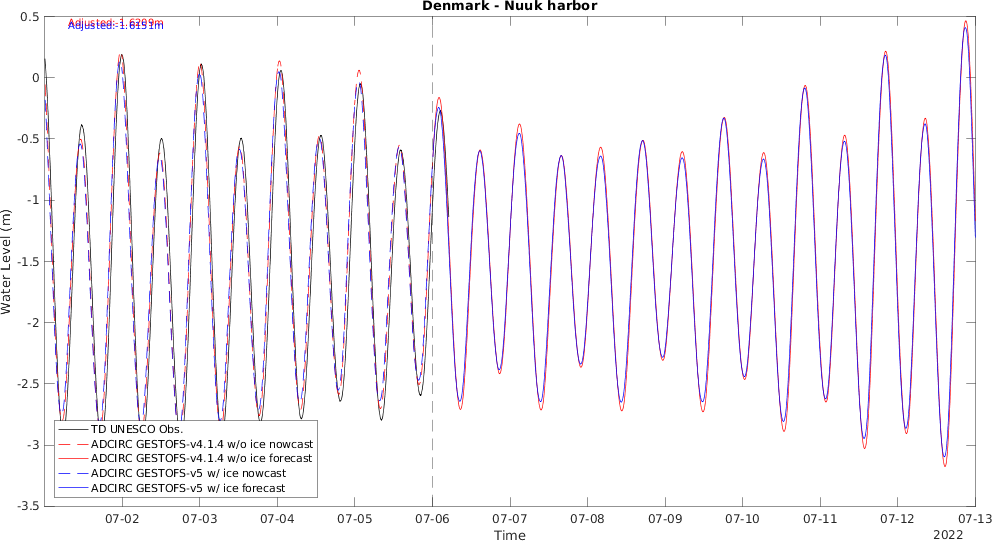 Denmark - Nuuk harbor
Adjusted:-1.6209m
Adjusted:-1.6151m
Water Level (m)
0.5
0
-0.5
-1
-1.5
-2
-2.5
-3
-3.5
TD UNESCO Obs.
ADCIRC GESTOFS-v4.1.4 w/o ice nowcast
ADCIRC GESTOFS-v4.1.4 w/o ice forecast
ADCIRC GESTOFS-v5 w/ ice nowcast
ADCIRC GESTOFS-v5 w/ ice forecast
07-02 07-03 07-04 07-05 07-06 07-07 07-08 07-09 07-10 07-11 07-12 07-13
Time
2022